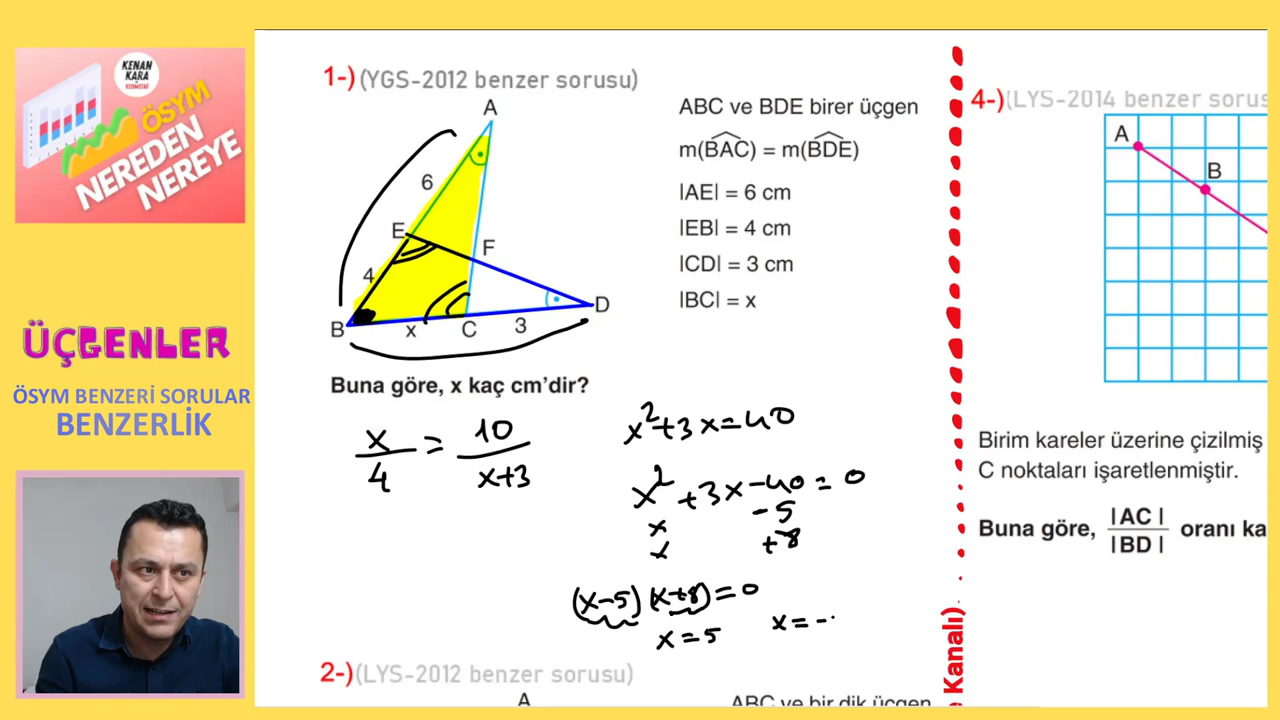 KENAN
KARA
ÖSYM
NEREDEN
NEREYE
ÜÇGENLER
ÖSYM BENZERİ SORULAR
BENZERLİK
1-) (YGS-2012 benzer sorusu)
A
6
E
F
4
B
x
C
3
D
ABC ve BDE birer üçgen
m(BAC) = m(BDE)
|AE| = 6 cm
|EB| = 4 cm
|CD| = 3 cm
|BC| = x
Buna göre, x kaç cm'dir?
x/4 = 10/x+3
x²+3x=40
x²+3x-40=0
x -5
x +8
(x-5)(x+8)=0
x=5 x=-
2-) (LYS-2012 benzer sorusu)
A
ABC ve bir dik üçgen
Kanalı)
4-) (LYS-2014 benzer sorus
A
B
Birim kareler üzerine çizilmiş
C noktaları işaretlenmiştir.
Buna göre, |AC|/|BD| oranı ka